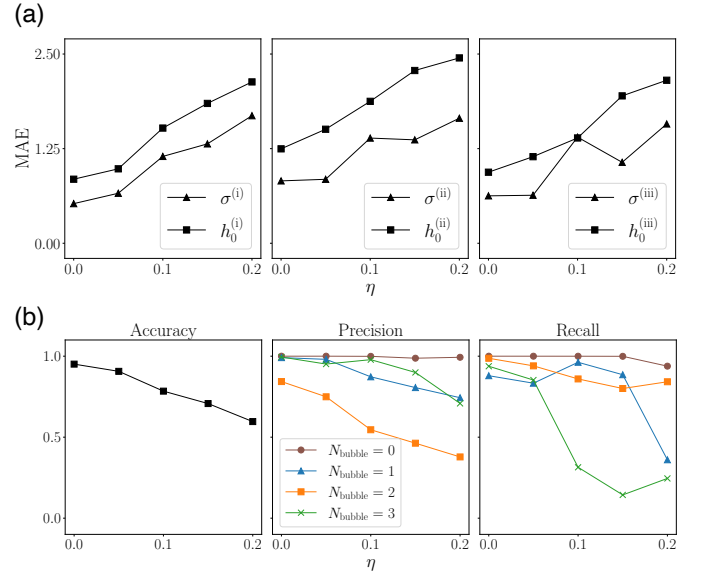 (a)
MAE
2.50
1.25
0.00
σ^(i)
h_0^(i)
σ^(ii)
h_0^(ii)
σ^(iii)
h_0^(iii)
0.0 0.1 0.2
0.0 0.1 0.2
0.0 0.1 0.2
η
(b)
Accuracy Precision Recall
1.0
0.5
0.0
N_bubble = 0
N_bubble = 1
N_bubble = 2
N_bubble = 3
0.0 0.1 0.2
0.0 0.1 0.2
0.0 0.1 0.2
η